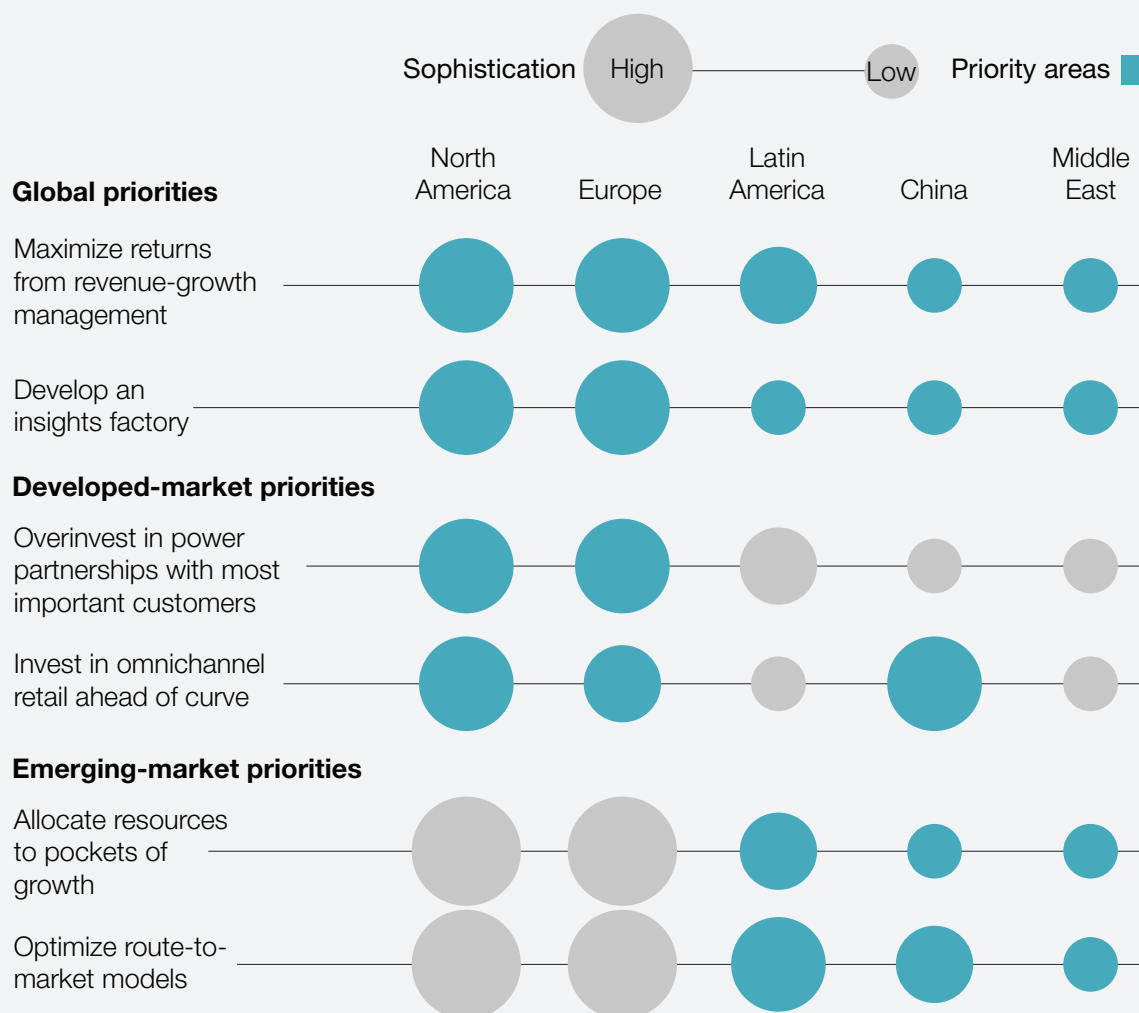 Sophistication High Low Priority areas
North America Europe Latin America China Middle East
Global priorities
Maximize returns
from revenue-growth
management
Develop an
insights factory
Developed-market priorities
Overinvest in power
partnerships with most
important customers
Invest in omnichannel
retail ahead of curve
Emerging-market priorities
Allocate resources
to pockets of
growth
Optimize route-to-
market models